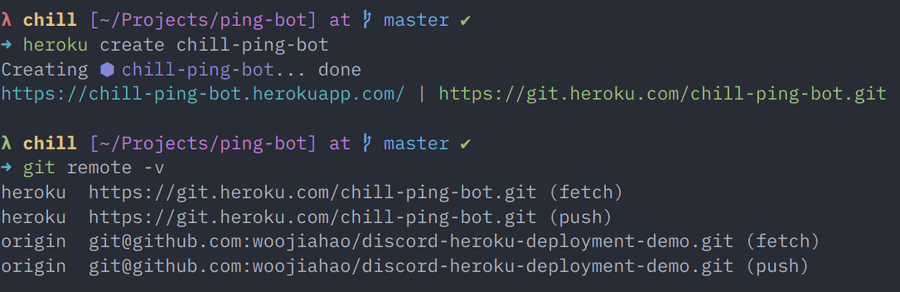 λ chill [~/Projects/ping-bot] at ᚶ master ✔
→ heroku create chill-ping-bot
Creating ⬢ chill-ping-bot... done
https://chill-ping-bot.herokuapp.com/ | https://git.heroku.com/chill-ping-bot.git
λ chill [~/Projects/ping-bot] at ᚶ master ✔
→ git remote -v
heroku  https://git.heroku.com/chill-ping-bot.git (fetch)
heroku  https://git.heroku.com/chill-ping-bot.git (push)
origin  git@github.com:woojiahao/discord-heroku-deployment-demo.git (fetch)
origin  git@github.com:woojiahao/discord-heroku-deployment-demo.git (push)